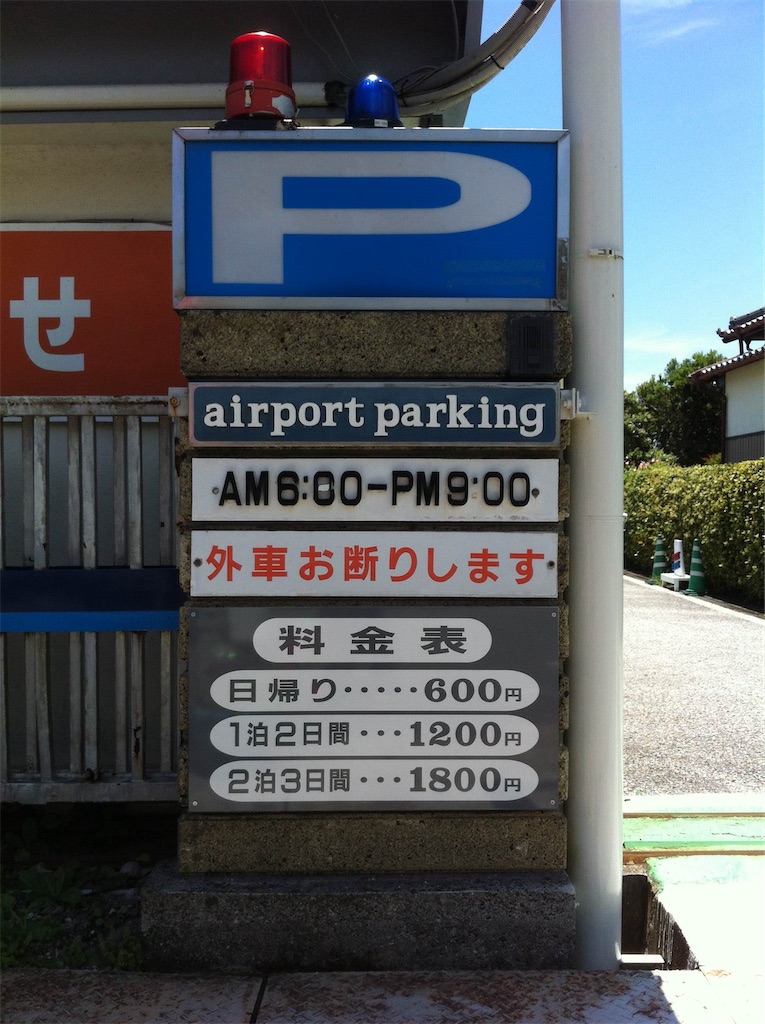 P
せ
airport parking
AM6:00-PM9:00
外車お断りします
料金表
日帰り·····600円
1泊2日間···1200円
2泊3日間···1800円